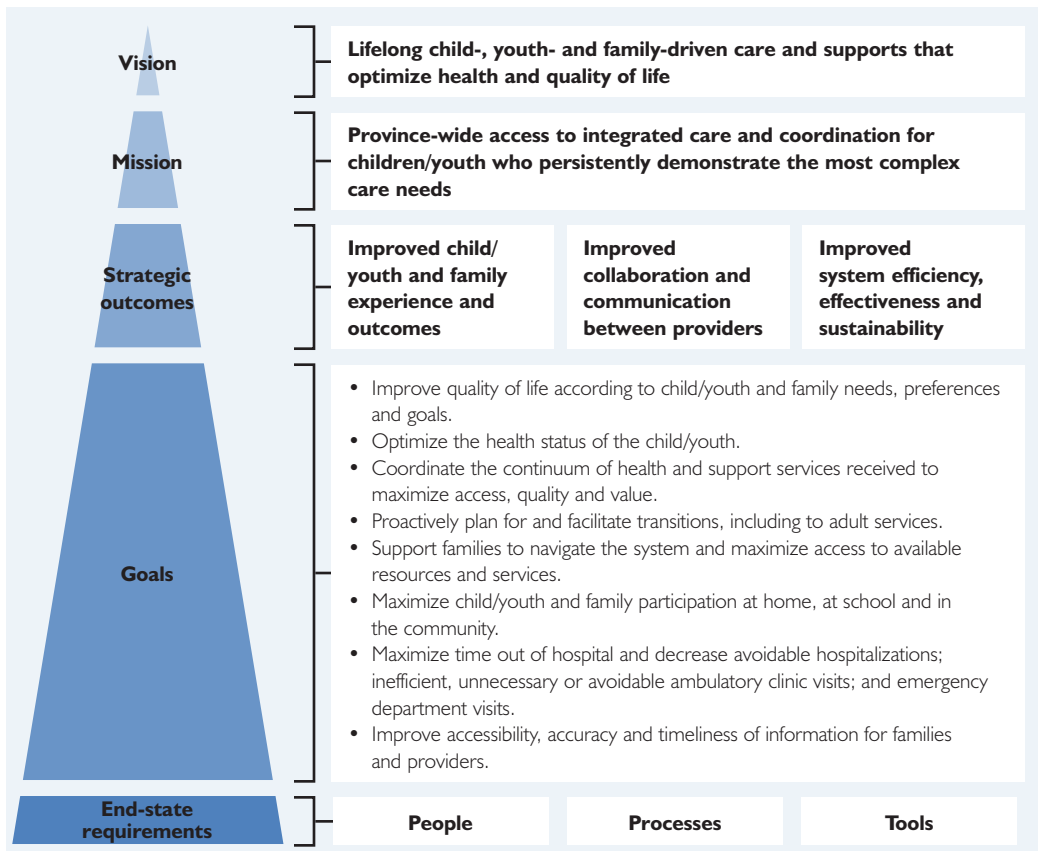 Vision
Lifelong child-, youth- and family-driven care and supports that
optimize health and quality of life
Mission
Province-wide access to integrated care and coordination for
children/youth who persistently demonstrate the most complex
care needs
Strategic
outcomes
Improved child/
youth and family
experience and
outcomes
Improved
collaboration and
communication
between providers
Improved
system efficiency,
effectiveness and
sustainability
Goals
• Improve quality of life according to child/youth and family needs, preferences
and goals.
• Optimize the health status of the child/youth.
• Coordinate the continuum of health and support services received to
maximize access, quality and value.
• Proactively plan for and facilitate transitions, including to adult services.
• Support families to navigate the system and maximize access to available
resources and services.
• Maximize child/youth and family participation at home, at school and in
the community.
• Maximize time out of hospital and decrease avoidable hospitalizations;
inefficient, unnecessary or avoidable ambulatory clinic visits; and emergency
department visits.
• Improve accessibility, accuracy and timeliness of information for families
and providers.
End-state
requirements
People
Processes
Tools